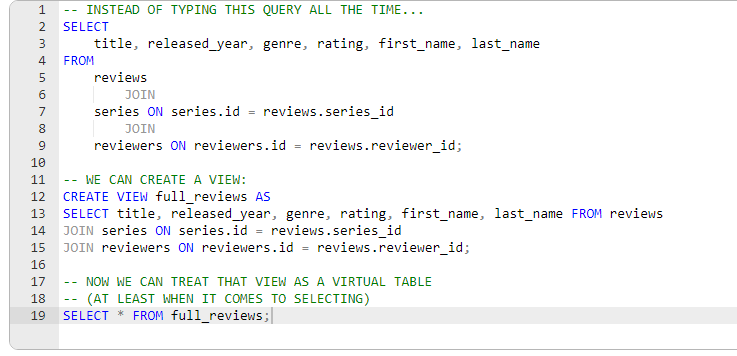 1 -- INSTEAD OF TYPING THIS QUERY ALL THE TIME...
2 SELECT
3     title, released_year, genre, rating, first_name, last_name
4 FROM
5     reviews
6         JOIN
7     series ON series.id = reviews.series_id
8         JOIN
9     reviewers ON reviewers.id = reviews.reviewer_id;
10
11 -- WE CAN CREATE A VIEW:
12 CREATE VIEW full_reviews AS
13 SELECT title, released_year, genre, rating, first_name, last_name FROM reviews
14 JOIN series ON series.id = reviews.series_id
15 JOIN reviewers ON reviewers.id = reviews.reviewer_id;
16
17 -- NOW WE CAN TREAT THAT VIEW AS A VIRTUAL TABLE
18 -- (AT LEAST WHEN IT COMES TO SELECTING)
19 SELECT * FROM full_reviews;